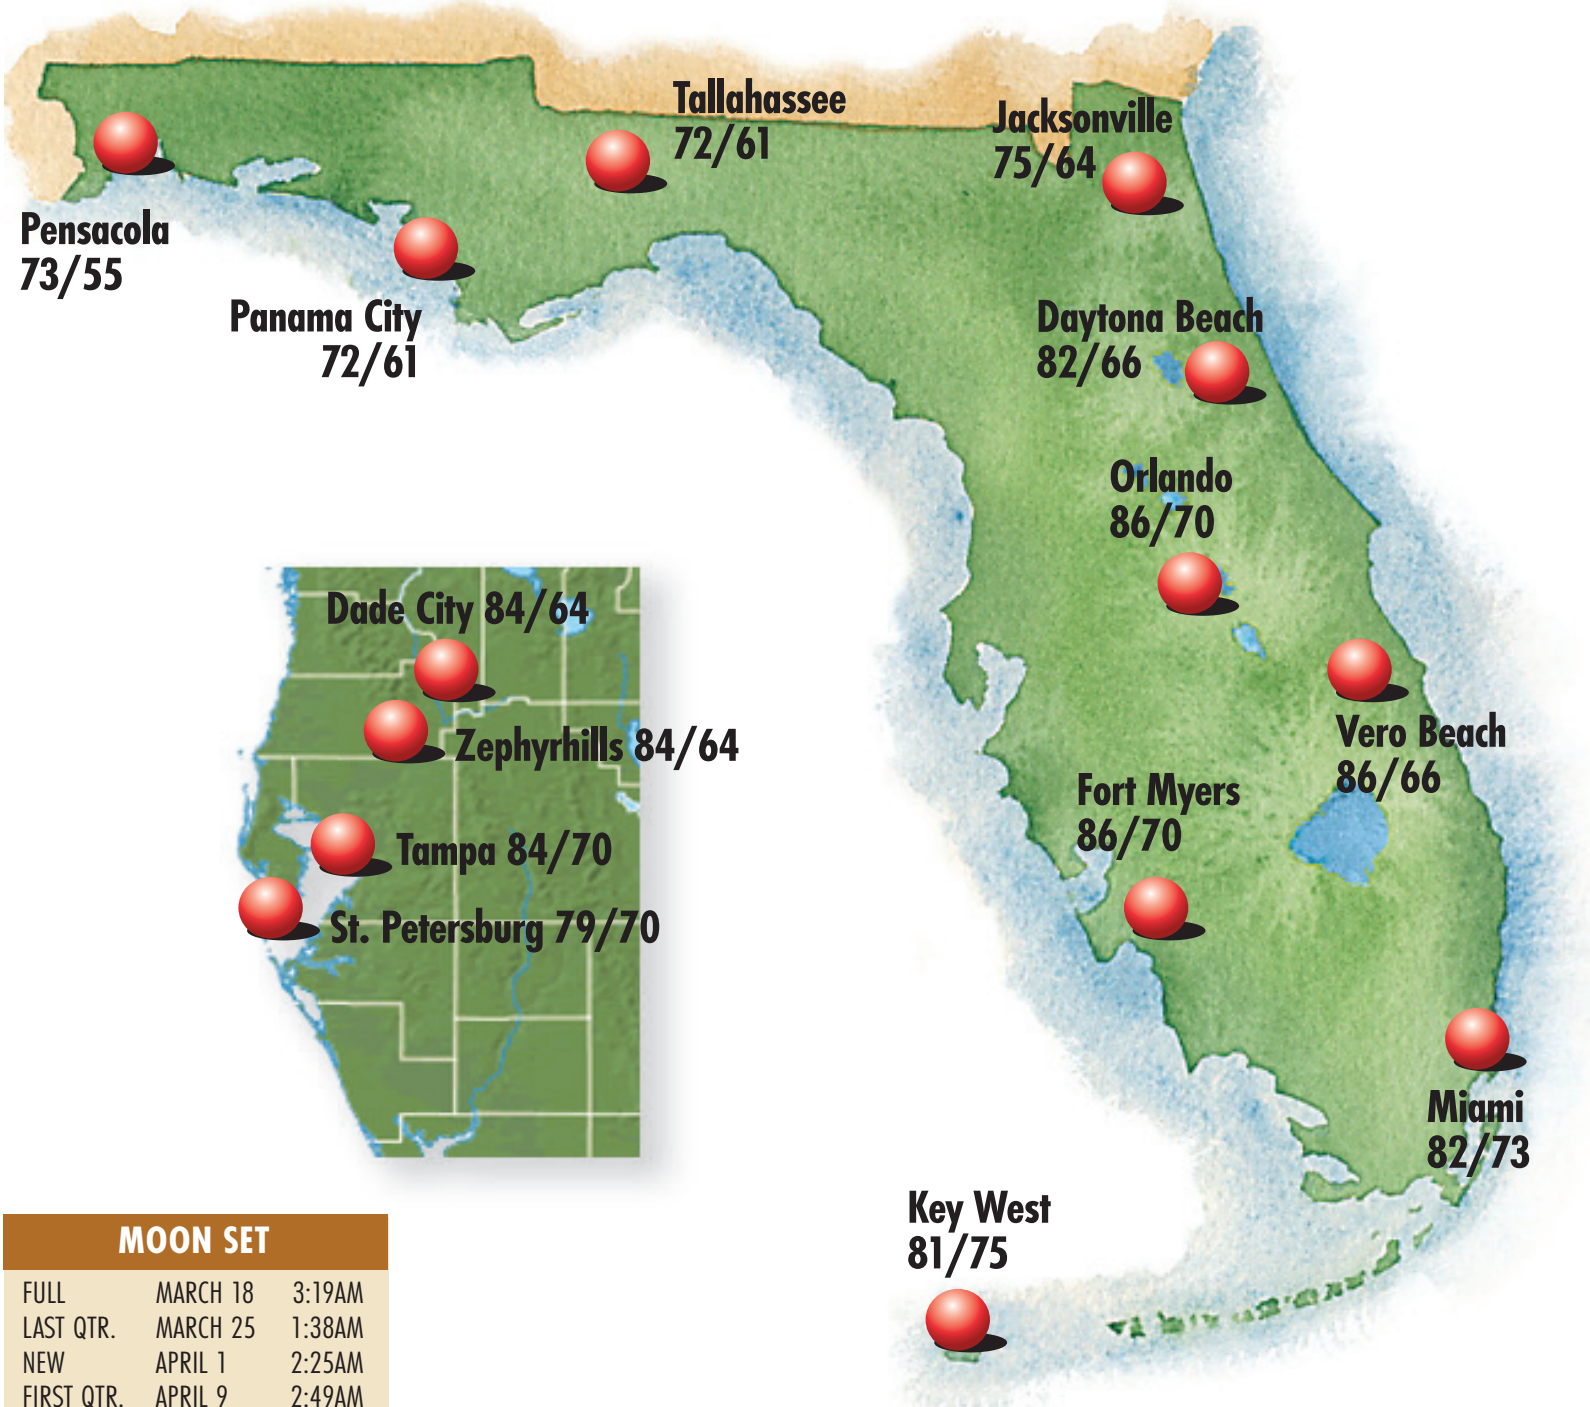 Tallahassee
72/61
Jacksonville
75/64
Pensacola
73/55
Panama City
72/61
Daytona Beach
82/66
Orlando
86/70
Dade City 84/64
Zephyrhills 84/64
Tampa 84/70
St. Petersburg 79/70
Vero Beach
86/66
Fort Myers
86/70
Miami
82/73
Key West
81/75
MOON SET
FULL MARCH 18 3:19AM
LAST QTR. MARCH 25 1:38AM
NEW APRIL 1 2:25AM
FIRST QTR. APRIL 9 2:49AM